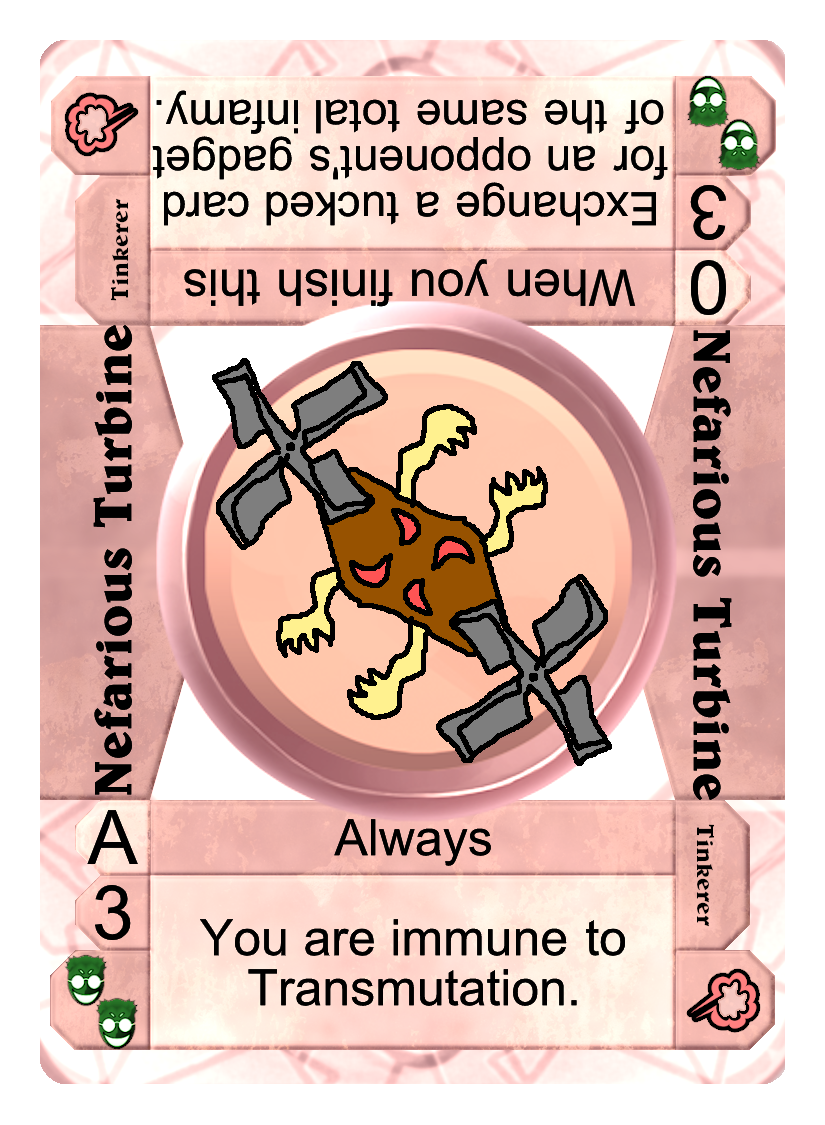 Exchange a tucked card
for an opponent's gadget
of the same total infamy.
When you finish this
Tinkerer
3
0
Nefarious Turbine
Nefarious Turbine
A
Always
3
You are immune to
Transmutation.
Tinkerer